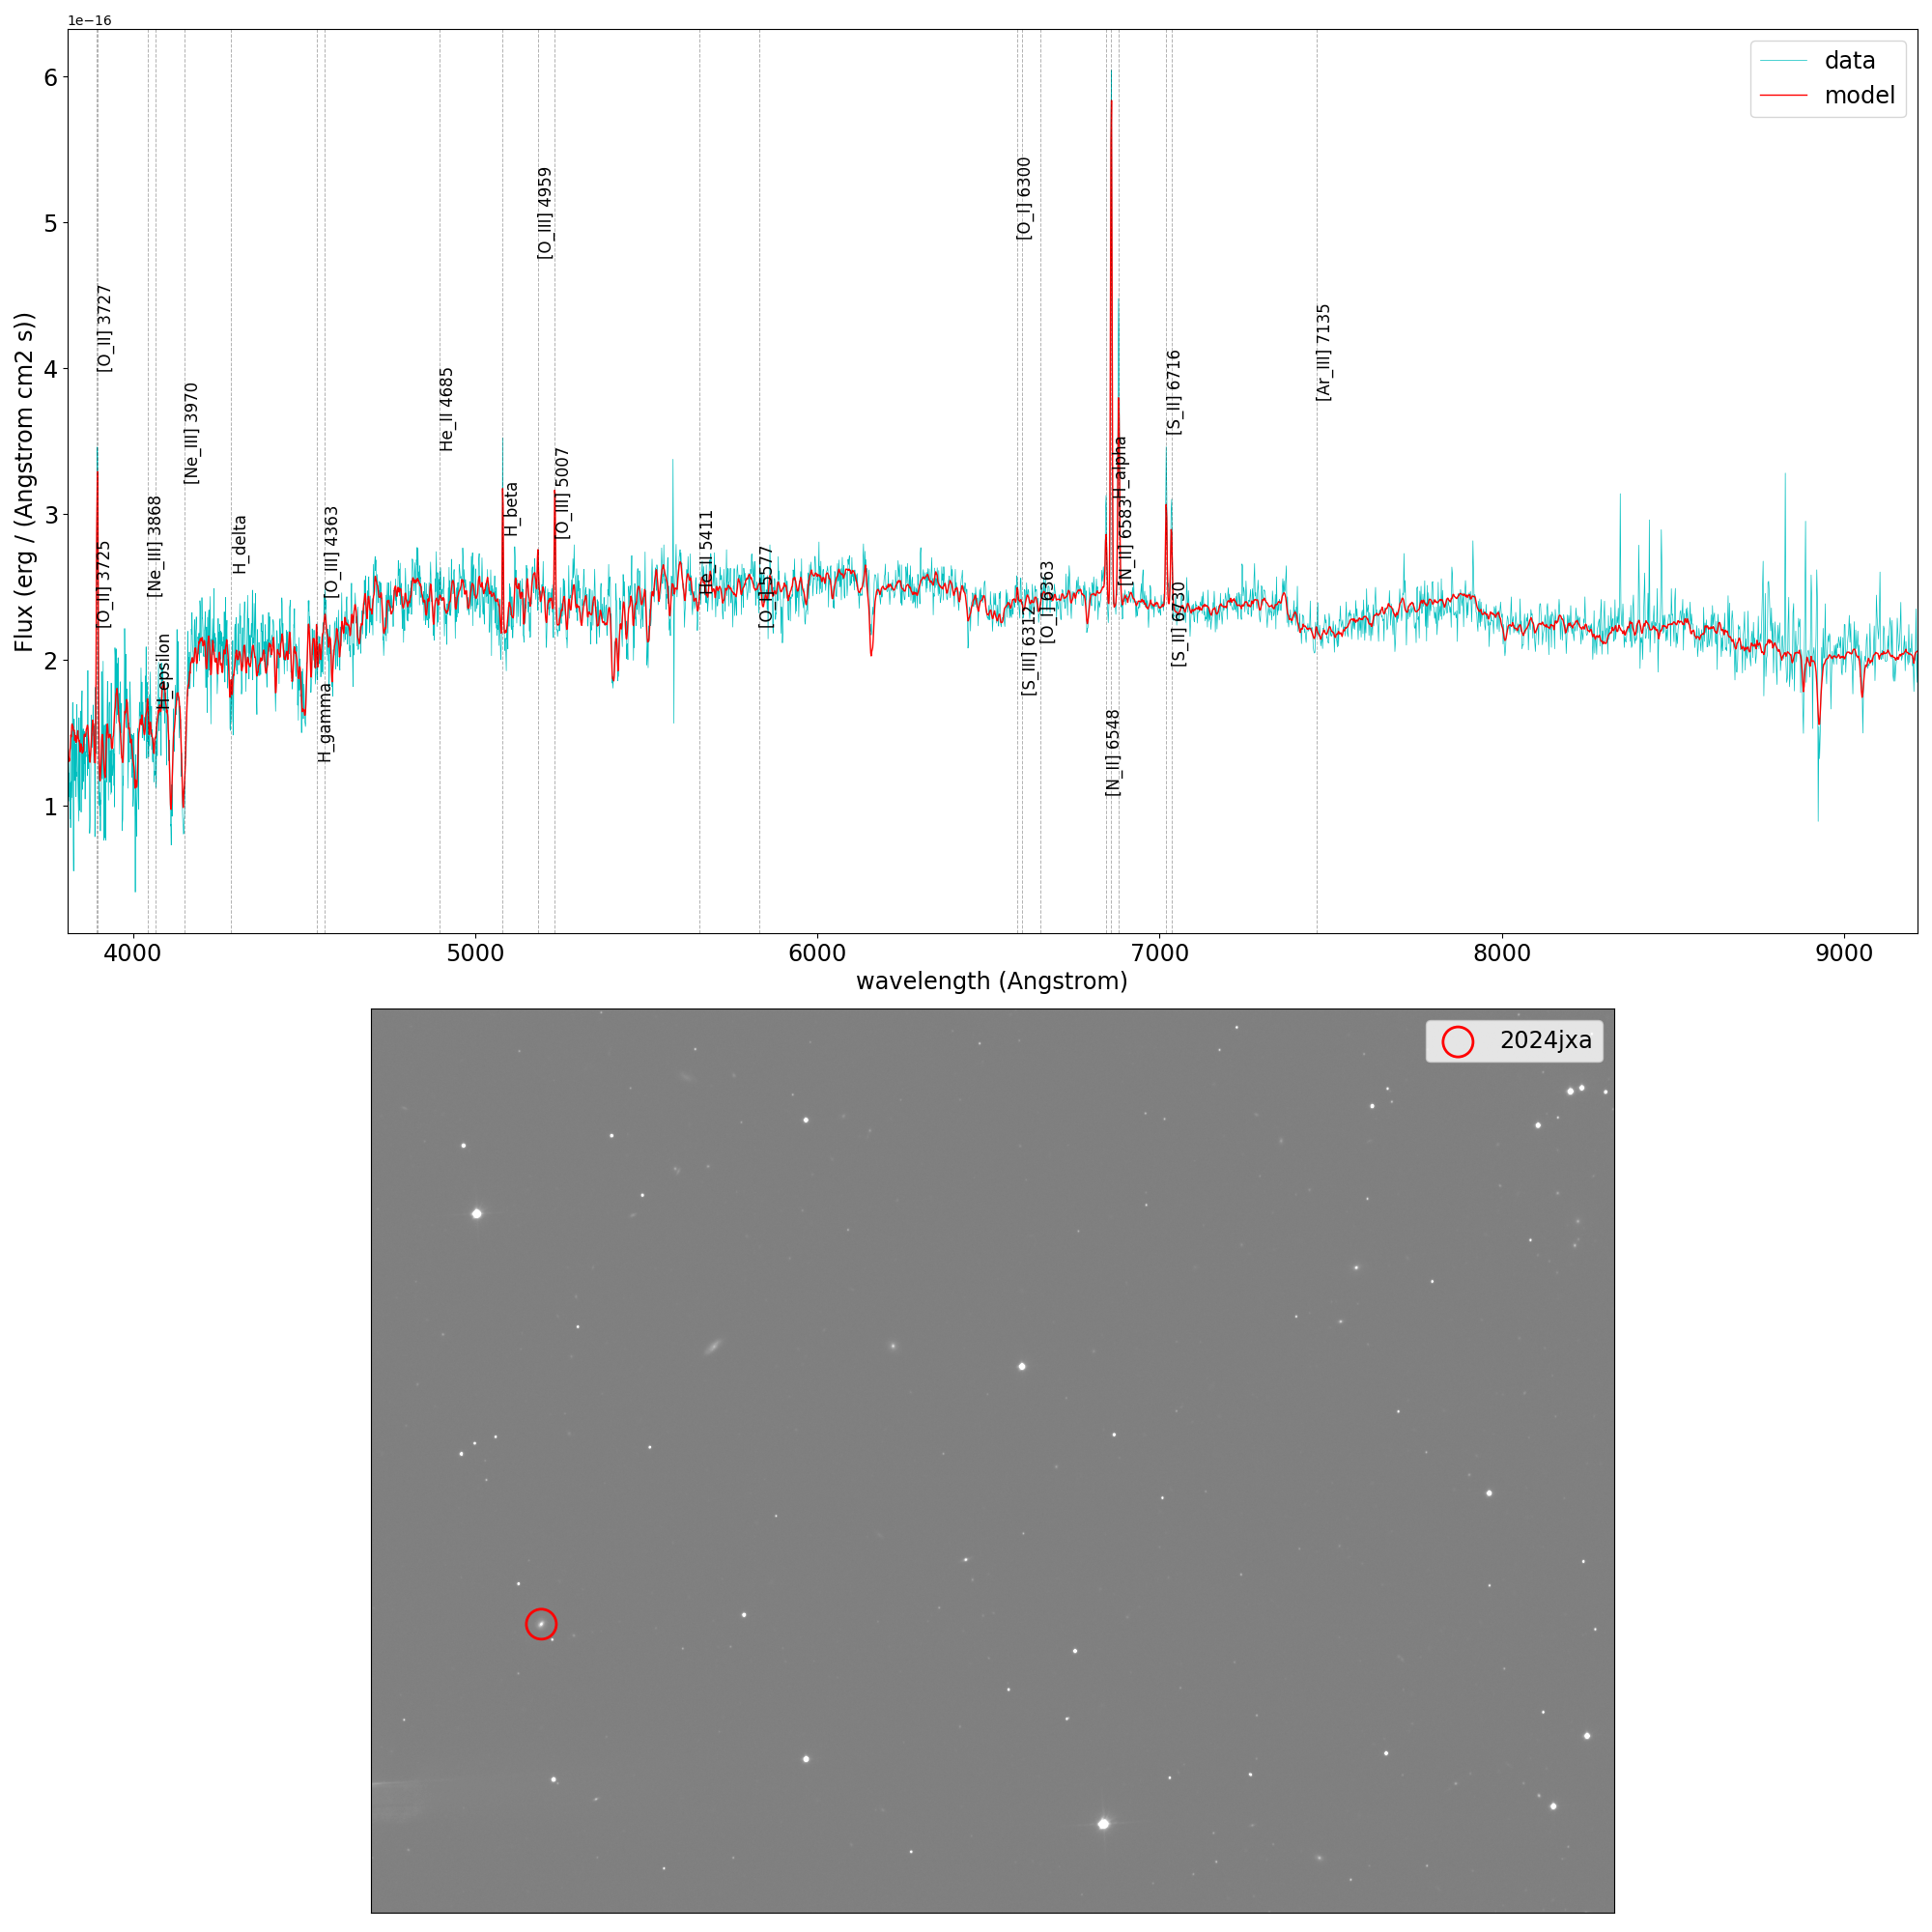 1e−16
data
model
6
5
4
3
2
1
Flux (erg / (Angstrom cm2 s))
[O_II] 3727
[O_II] 3725
[Ne_III] 3868
H_epsilon
[Ne_III] 3970
H_delta
H_gamma
[O_III] 4363
He_II 4685
H_beta
[O_III] 4959
[O_III] 5007
He_II 5411
[O_I] 5577
[O_I] 6300
[S_III] 6312
[O_I] 6363
[N_II] 6548
H_alpha
[N_II] 6583
[S_II] 6716
[S_II] 6730
[Ar_III] 7135
4000
5000
6000
7000
8000
9000
wavelength (Angstrom)
2024jxa